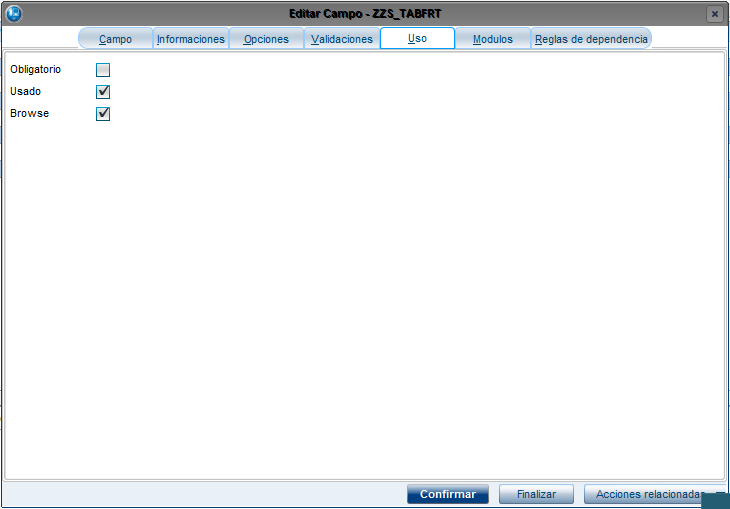 Editar Campo - ZZS_TABFRT
Campo Informaciones Opciones Validaciones Uso Modulos Reglas de dependencia
Obligatorio
Usado
Browse
Confirmar Finalizar Acciones relacionadas